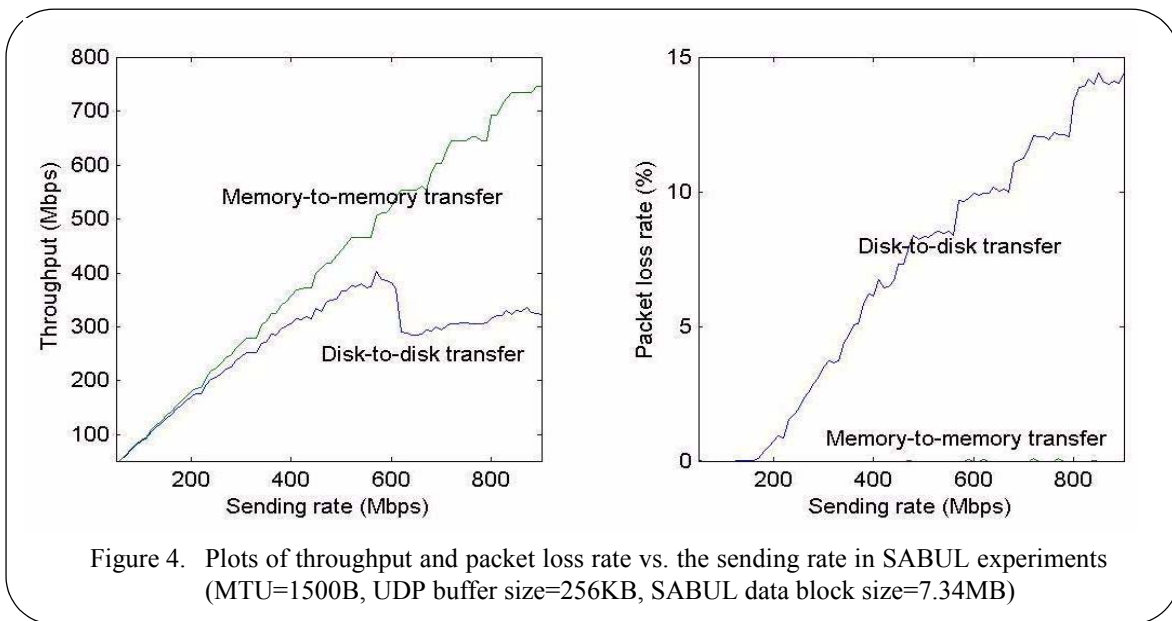 800
700
600
500
400
300
200
100
Throughput (Mbps)
Memory-to-memory transfer
Disk-to-disk transfer
200 400 600 800
Sending rate (Mbps)
15
10
5
0
Packet loss rate (%)
Disk-to-disk transfer
Memory-to-memory transfer
200 400 600 800
Sending rate (Mbps)
Figure 4. Plots of throughput and packet loss rate vs. the sending rate in SABUL experiments
(MTU=1500B, UDP buffer size=256KB, SABUL data block size=7.34MB)